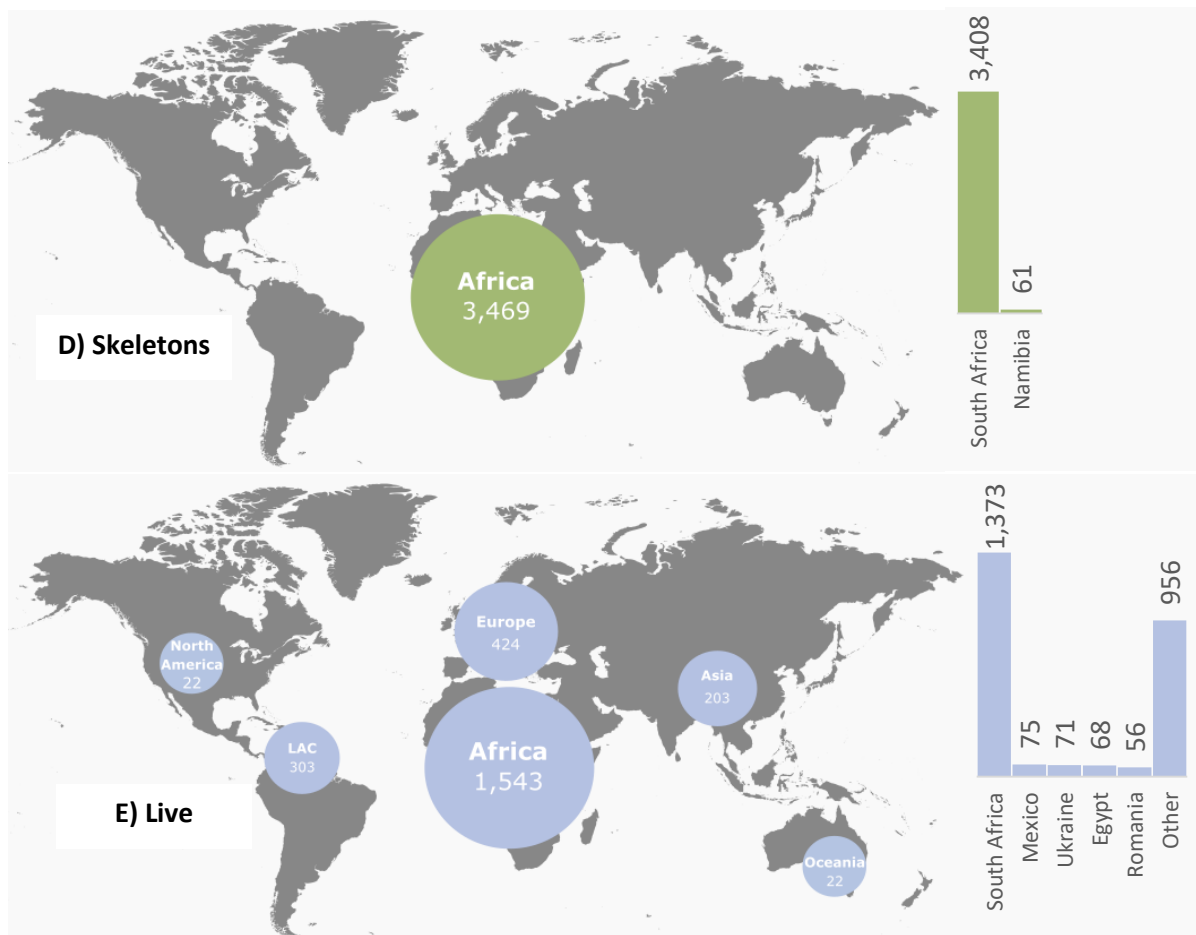 Africa
3,469
D) Skeletons
3,408
61
South Africa
Namibia
North
America
22
LAC
303
Europe
424
Africa
1,543
Asia
203
Oceania
22
E) Live
1,373
75
71
68
56
956
South Africa
Mexico
Ukraine
Egypt
Romania
Other